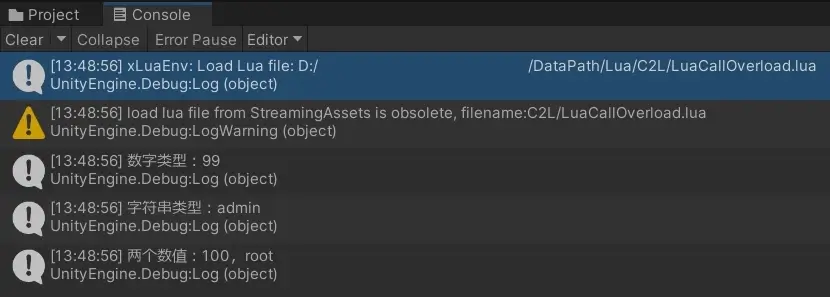 Project Console
Clear Collapse Error Pause Editor
[13:48:56] xLuaEnv: Load Lua file: D:/ /DataPath/Lua/C2L/LuaCallOverload.lua
UnityEngine.Debug:Log (object)
[13:48:56] load lua file from StreamingAssets is obsolete, filename:C2L/LuaCallOverload.lua
UnityEngine.Debug:LogWarning (object)
[13:48:56] 数字类型：99
UnityEngine.Debug:Log (object)
[13:48:56] 字符串类型：admin
UnityEngine.Debug:Log (object)
[13:48:56] 两个数值：100，root
UnityEngine.Debug:Log (object)